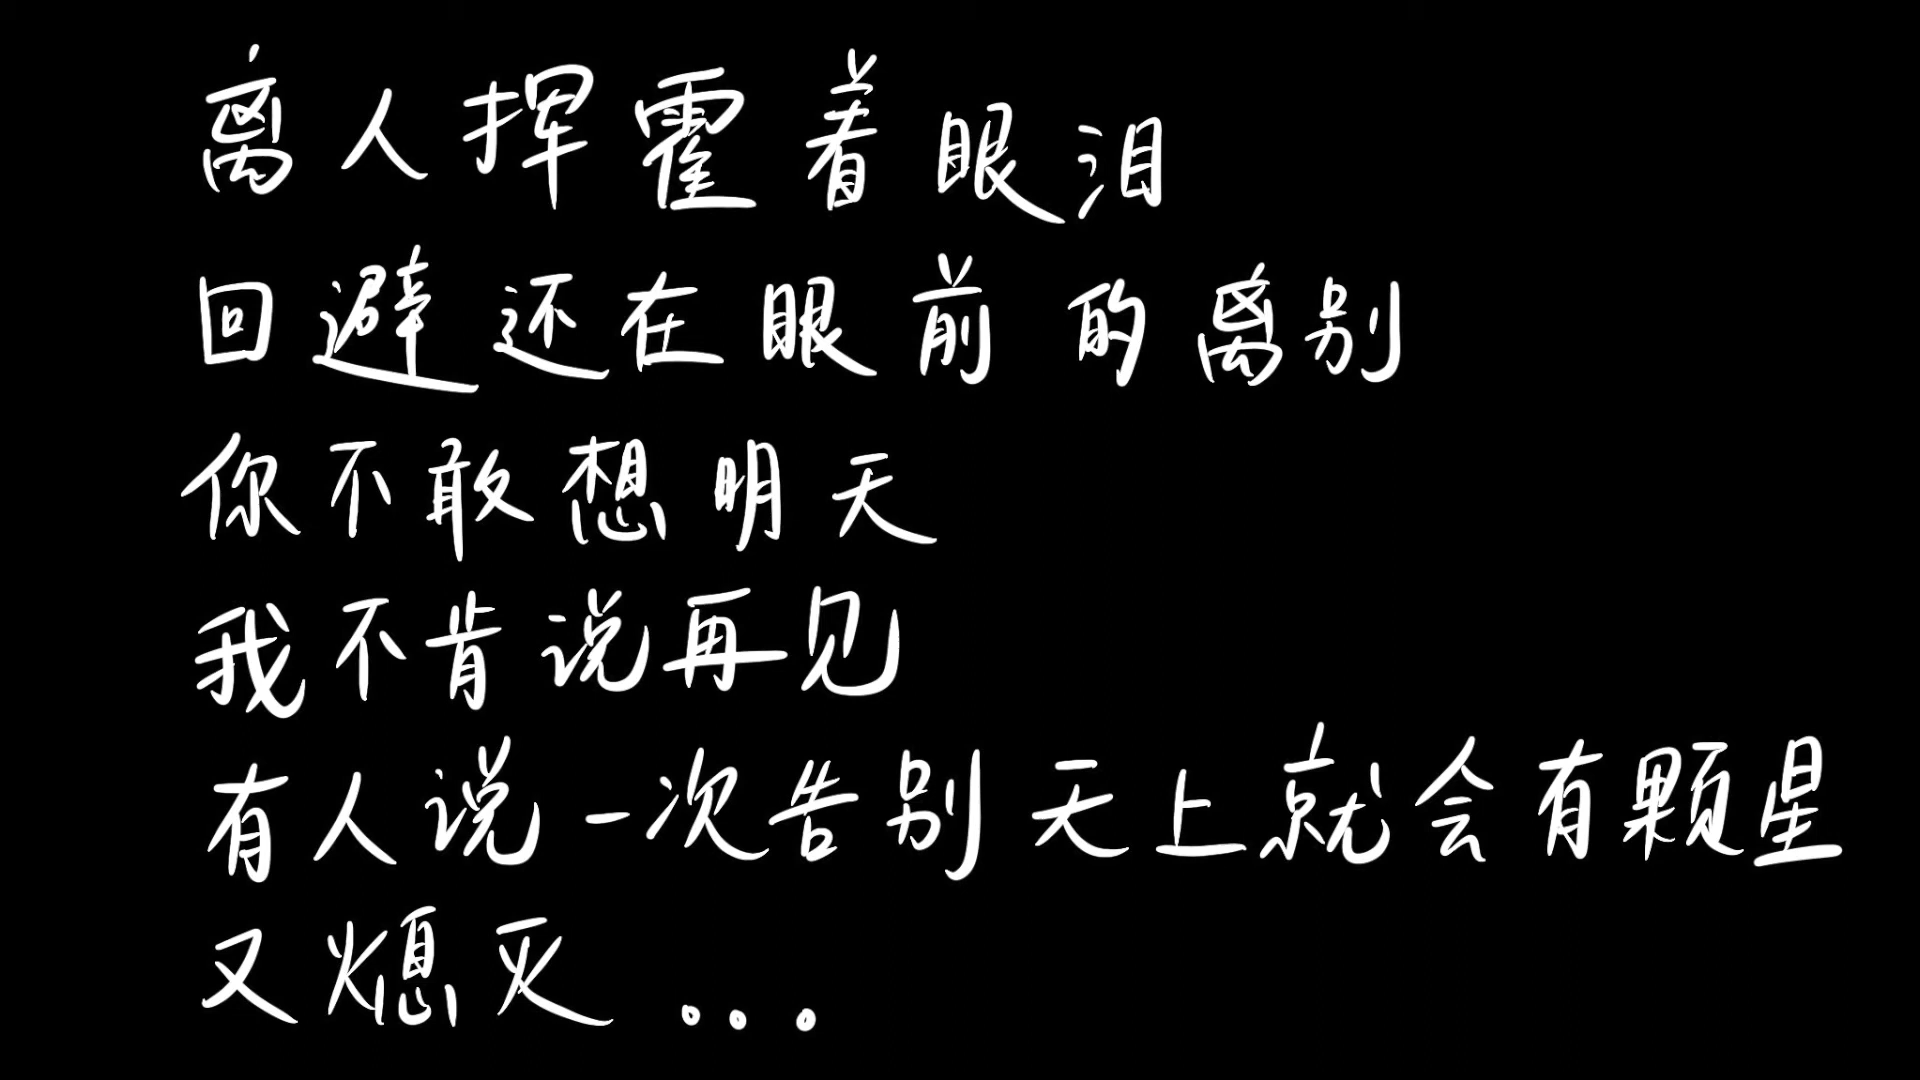 离人挥霍着眼泪
回避还在眼前的离别
你不敢想明天
我不肯说再见
有人说一次告别天上就会有颗星
又熄灭...